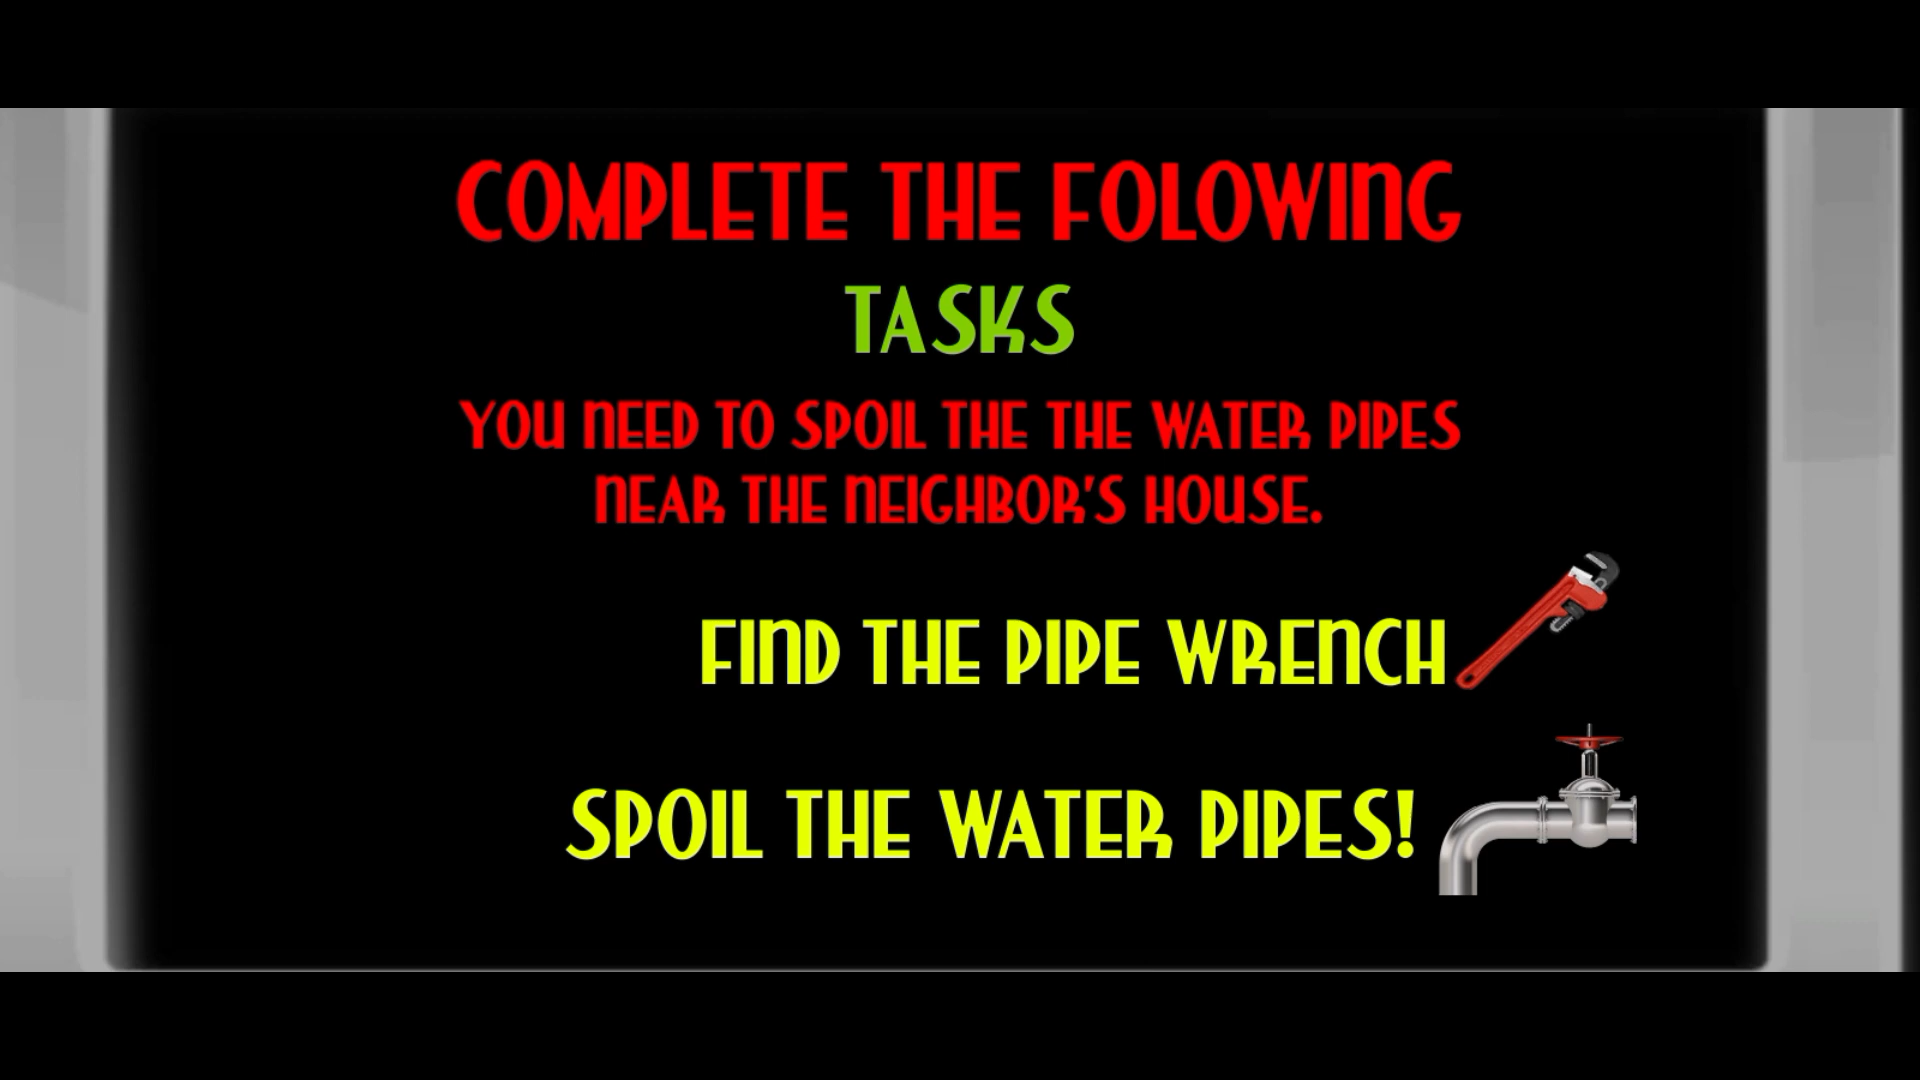 COMPLETE THE FOLOWING
TASKS
YOU NEED TO SPOIL THE THE WATER PIPES
NEAR THE NEIGHBOR'S HOUSE.
FIND THE PIPE WRENCH
SPOIL THE WATER PIPES!